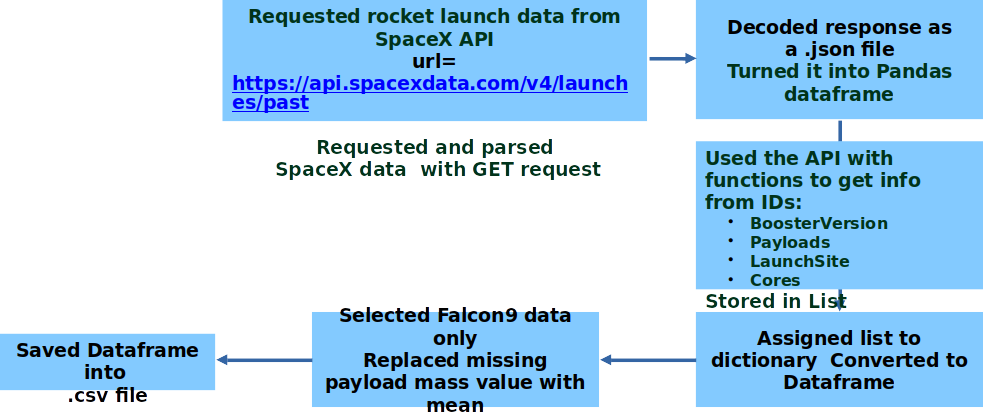 Requested rocket launch data from
SpaceX API
url=
https://api.spacexdata.com/v4/launch
es/past
Requested and parsed
SpaceX data  with GET request
Decoded response as
a .json file
Turned it into Pandas
dataframe
Used the API with
functions to get info
from IDs:
• BoosterVersion
• Payloads
• LaunchSite
• Cores
Stored in List
Assigned list to
dictionary  Converted to
Dataframe
Selected Falcon9 data
only
Replaced missing
payload mass value with
mean
Saved Dataframe
into
.csv file